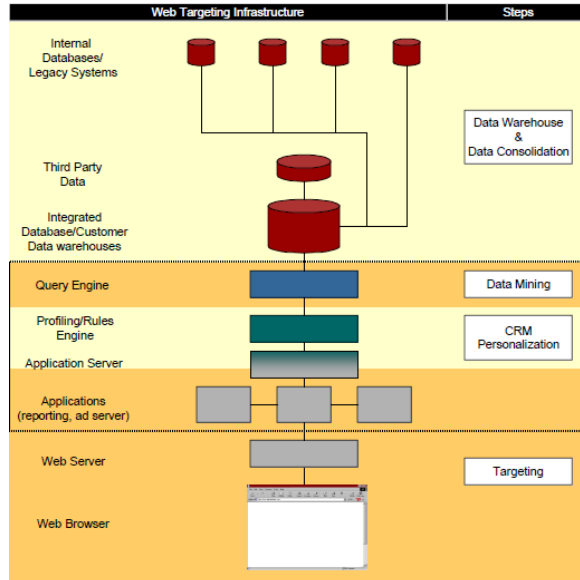 Web Targeting Infrastructure
Steps
Internal
Databases/
Legacy Systems
Data Warehouse
&
Data Consolidation
Third Party
Data
Integrated
Database/Customer
Data warehouses
Query Engine
Data Mining
Profiling/Rules
Engine
CRM
Personalization
Application Server
Applications
(reporting, ad server)
Web Server
Targeting
Web Browser